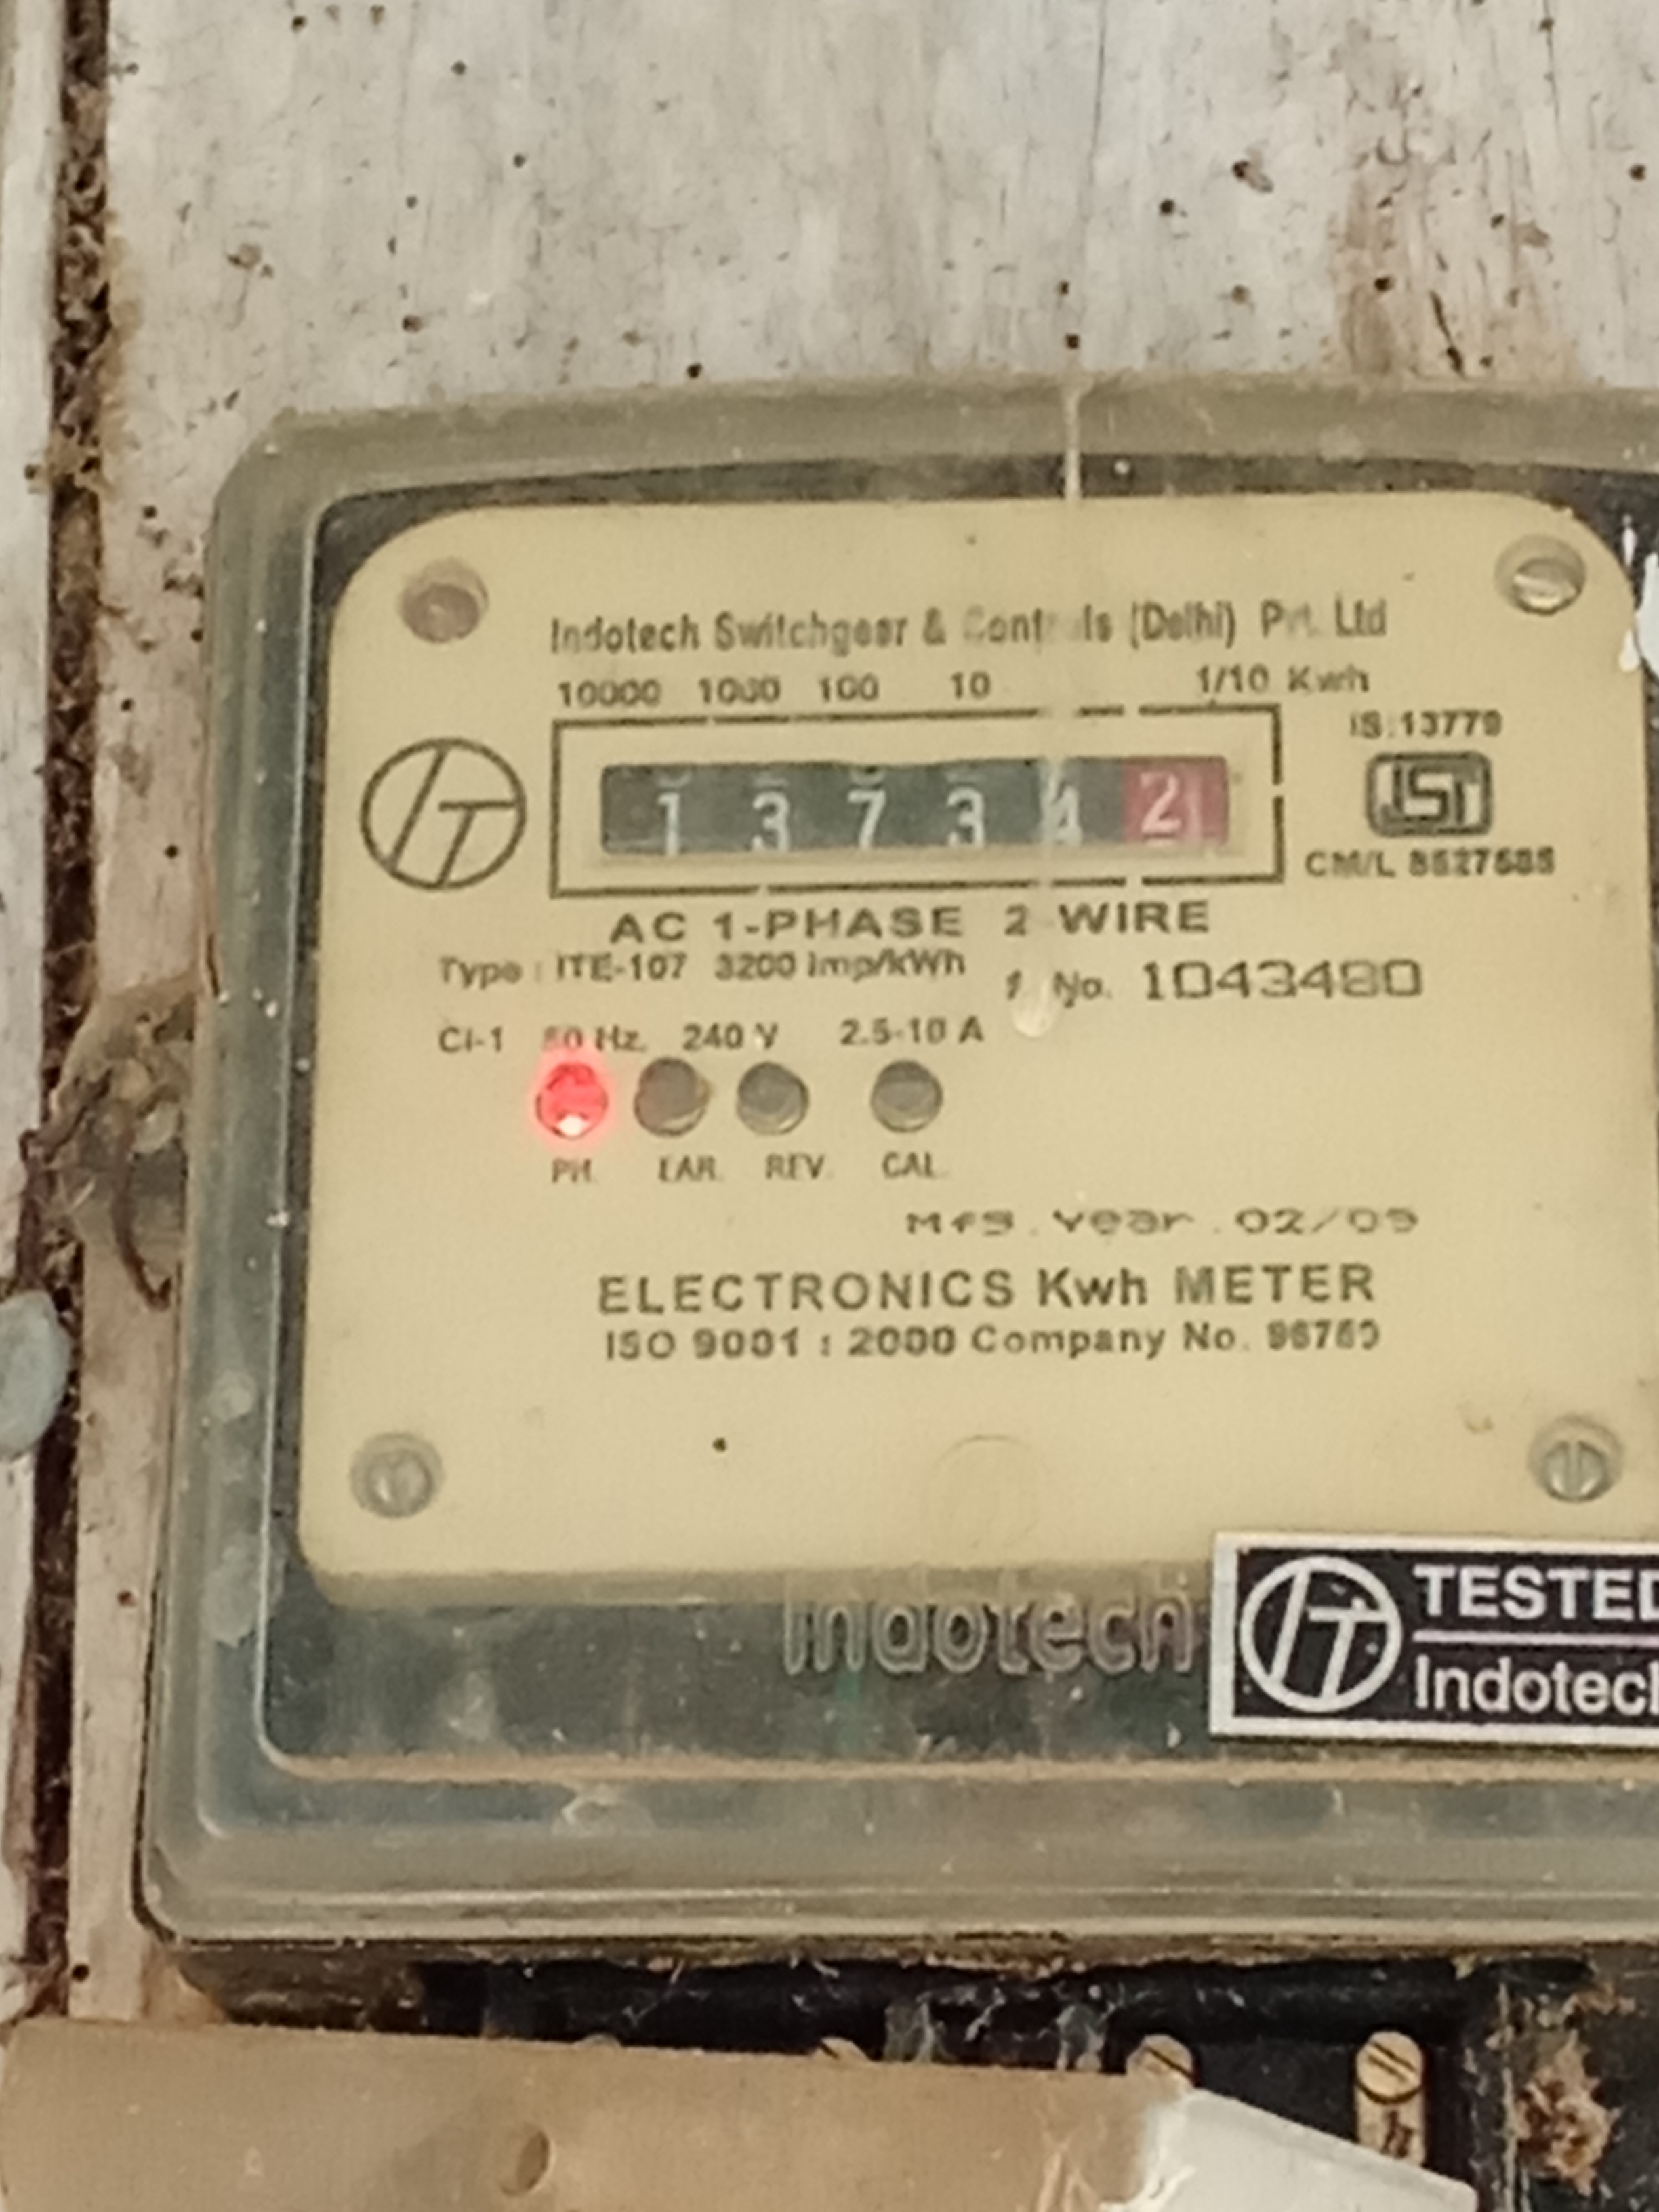 Indotech Switchgear & Controls (Delhi) Pvt. Ltd
10000 1000 100 10 1/10 Kwh
IS:13779
IT
1 3 7 3 4 2
ISI
CM/L
AC 1-PHASE 2 WIRE
Type : ITE-107 3200 imp/kWh
No. 1043480
Cl-1 50 Hz. 240 V 2.5-10 A
PH. EAR. REV. CAL.
Mfg.Year.02/09
ELECTRONICS Kwh METER
ISO 9001 : 2000 Company No.
Indotech
IT TESTED
Indotech